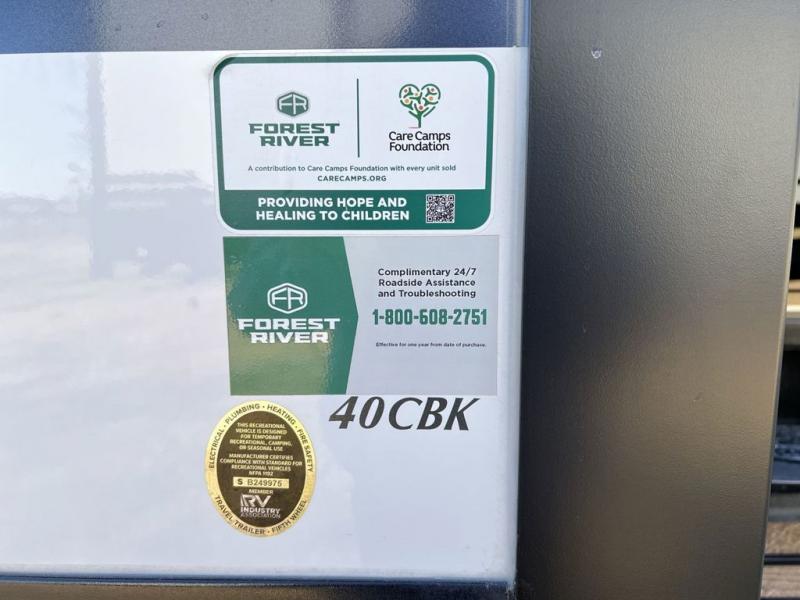 FR
FOREST
RIVER
Care Camps
Foundation
A contribution to Care Camps Foundation with every unit sold
CARECAMPS.ORG
PROVIDING HOPE AND
HEALING TO CHILDREN
FR
FOREST
RIVER
Complimentary 24/7
Roadside Assistance
and Troubleshooting
1-800-608-2751
Effective for one year from date of purchase.
40CBK
ELECTRICAL • PLUMBING • HEATING • FIRE SAFETY
THIS RECREATIONAL
VEHICLE IS DESIGNED
FOR TEMPORARY
RECREATIONAL, CAMPING,
OR SEASONAL USE
MANUFACTURER CERTIFIES
COMPLIANCE WITH STANDARD FOR
RECREATIONAL VEHICLES
NFPA 1192
S B249975
MEMBER
RV
INDUSTRY
ASSOCIATION
TRAVEL TRAILER • FIFTH WHEEL